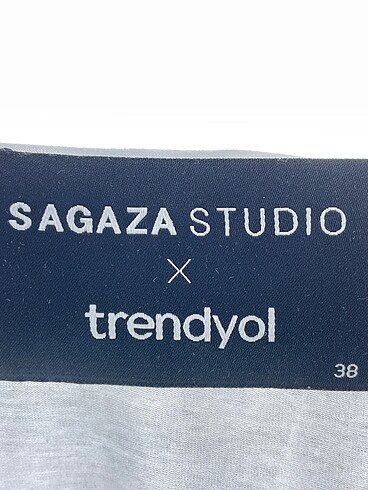 SAGAZA STUDIO
×
trendyol
38